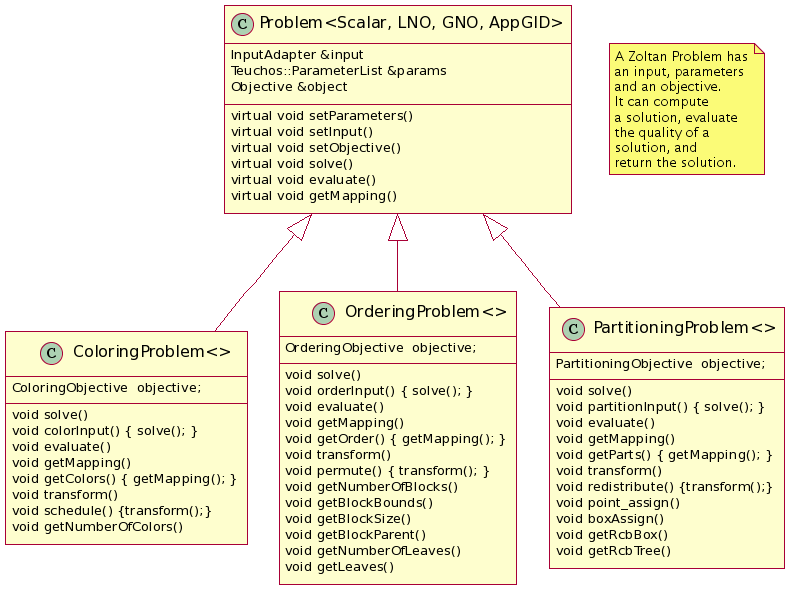 C Problem<Scalar, LNO, GNO, AppGID>
InputAdapter &input
Teuchos::ParameterList &params
Objective &object
virtual void setParameters()
virtual void setInput()
virtual void setObjective()
virtual void solve()
virtual void evaluate()
virtual void getMapping()
A Zoltan Problem has
an input, parameters
and an objective.
It can compute
a solution, evaluate
the quality of a
solution, and
return the solution.
C ColoringProblem<>
ColoringObjective  objective;
void solve()
void colorInput() { solve(); }
void evaluate()
void getMapping()
void getColors() { getMapping(); }
void transform()
void schedule() {transform();}
void getNumberOfColors()
C OrderingProblem<>
OrderingObjective  objective;
void solve()
void orderInput() { solve(); }
void evaluate()
void getMapping()
void getOrder() { getMapping(); }
void transform()
void permute() { transform(); }
void getNumberOfBlocks()
void getBlockBounds()
void getBlockSize()
void getBlockParent()
void getNumberOfLeaves()
void getLeaves()
C PartitioningProblem<>
PartitioningObjective  objective;
void solve()
void partitionInput() { solve(); }
void evaluate()
void getMapping()
void getParts() { getMapping(); }
void transform()
void redistribute() {transform();}
void point_assign()
void boxAssign()
void getRcbBox()
void getRcbTree()